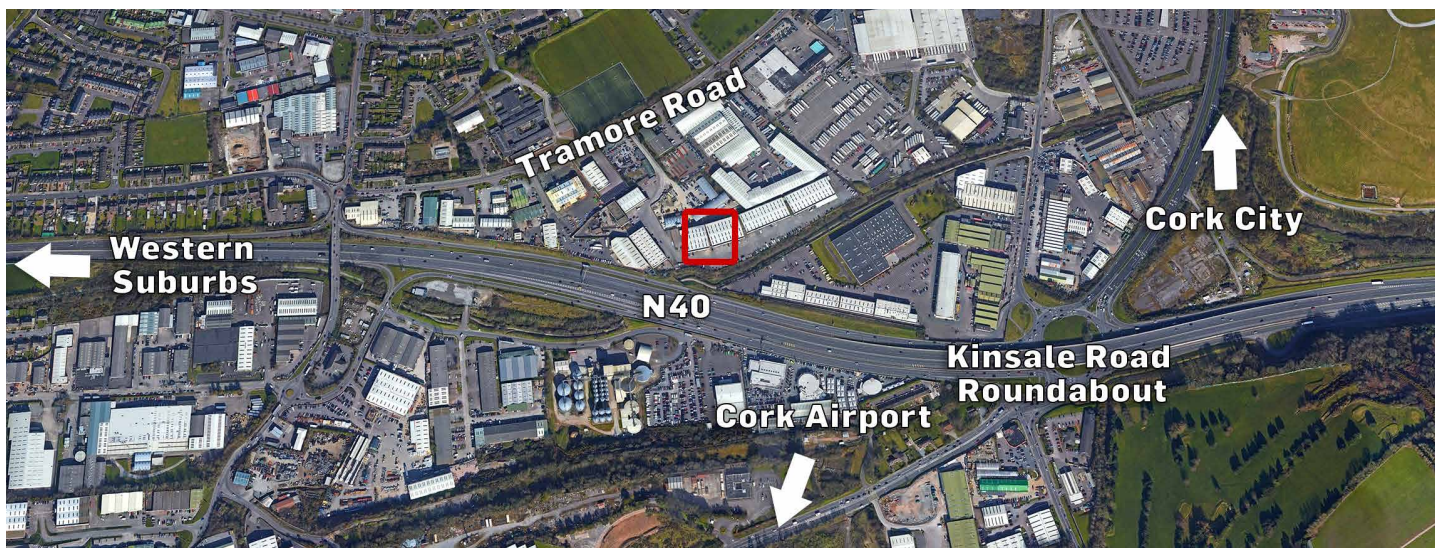 Tramore Road
Cork City
Western
Suburbs
N40
Kinsale Road
Roundabout
Cork Airport